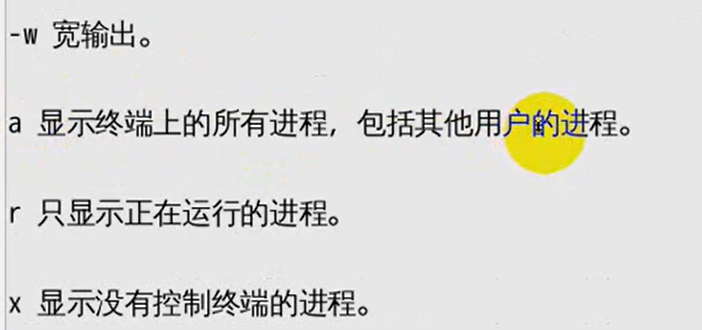 -w 宽输出。
a 显示终端上的所有进程, 包括其他用户的进程。
r 只显示正在运行的进程。
x 显示没有控制终端的进程。